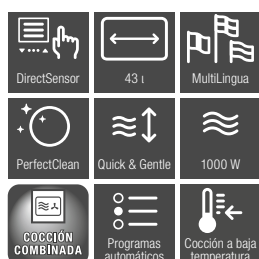 DirectSensor
43 ι
MultiLingua
PerfectClean
Quick & Gentle
1000 W
COCCIÓN
COMBINADA
Programas
automáticos
Cocción a baja
temperatura